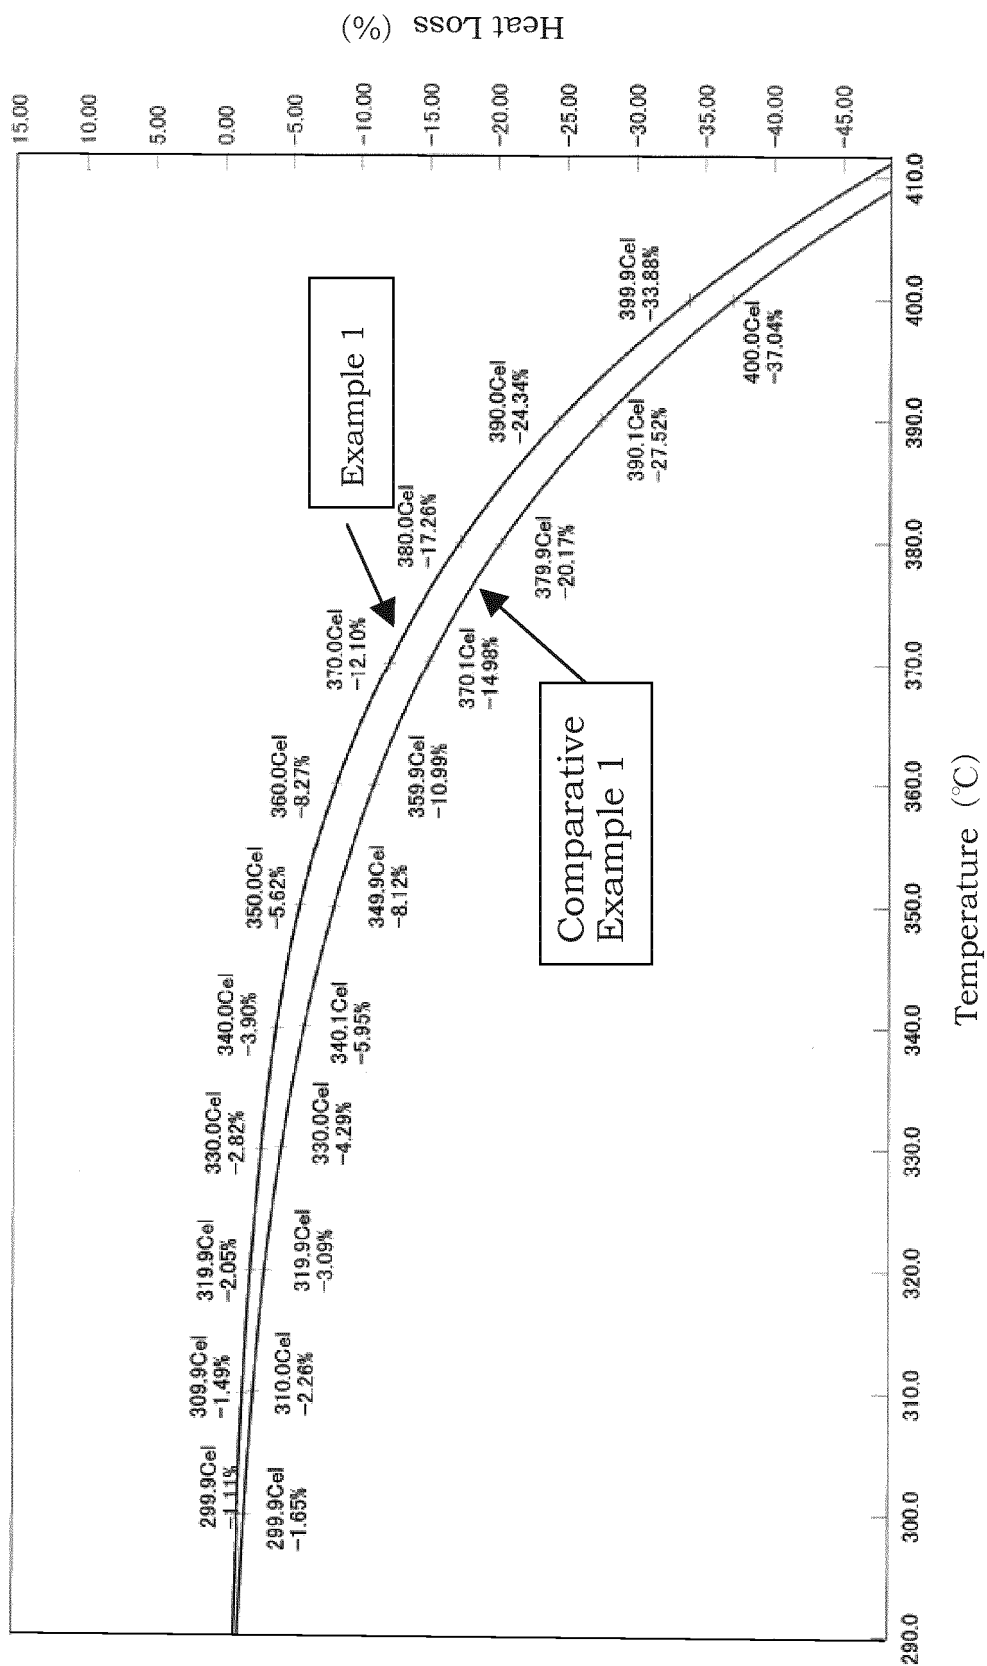 Heat Loss (%)
15.00
10.00
5.00
0.00
-5.00
-10.00
-15.00
-20.00
-25.00
-30.00
-35.00
-40.00
-45.00
299.9Cel
-1.11%
309.9Cel
-1.49%
319.9Cel
-2.05%
330.0Cel
-2.82%
340.0Cel
-3.90%
350.0Cel
-5.62%
360.0Cel
-8.27%
370.0Cel
-12.10%
380.0Cel
-17.26%
390.0Cel
-24.34%
399.9Cel
-33.88%
Example 1
299.9Cel
-1.65%
310.0Cel
-2.26%
319.9Cel
-3.09%
330.0Cel
-4.29%
340.1Cel
-5.95%
349.9Cel
-8.12%
359.9Cel
-10.99%
370.1Cel
-14.98%
379.9Cel
-20.17%
390.1Cel
-27.52%
400.0Cel
-37.04%
Comparative
Example 1
290.0
300.0
310.0
320.0
330.0
340.0
350.0
360.0
370.0
380.0
390.0
400.0
410.0
Temperature (℃)